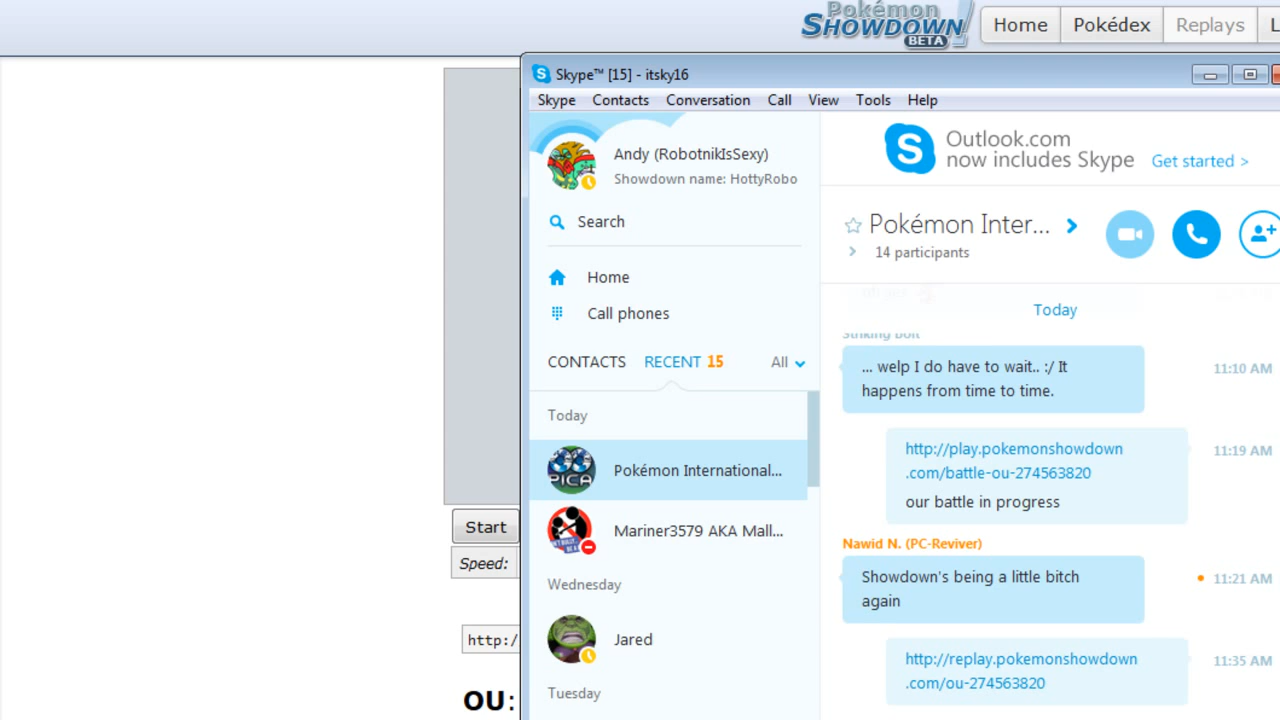 Pokémon
SHOWDOWN!
BETA
Home
Pokédex
Replays
L
Skype™ [15] - itsky16
Skype Contacts Conversation Call View Tools Help
Andy (RobotnikIsSexy)
Showdown name: HottyRobo
Search
Home
Call phones
CONTACTS RECENT 15 All
Today
Pokémon International...
PICA
Mariner3579 AKA Mall...
Wednesday
Jared
Tuesday
Outlook.com
now includes Skype Get started >
Pokémon Inter...
14 participants
Today
Striking Bolt
... welp I do have to wait.. :/ It
happens from time to time.
11:10 AM
http://play.pokemonshowdown
.com/battle-ou-274563820
our battle in progress
11:19 AM
Nawid N. (PC-Reviver)
Showdown's being a little bitch
again
11:21 AM
http://replay.pokemonshowdown
.com/ou-274563820
11:35 AM
Start
Speed:
http:/
OU: